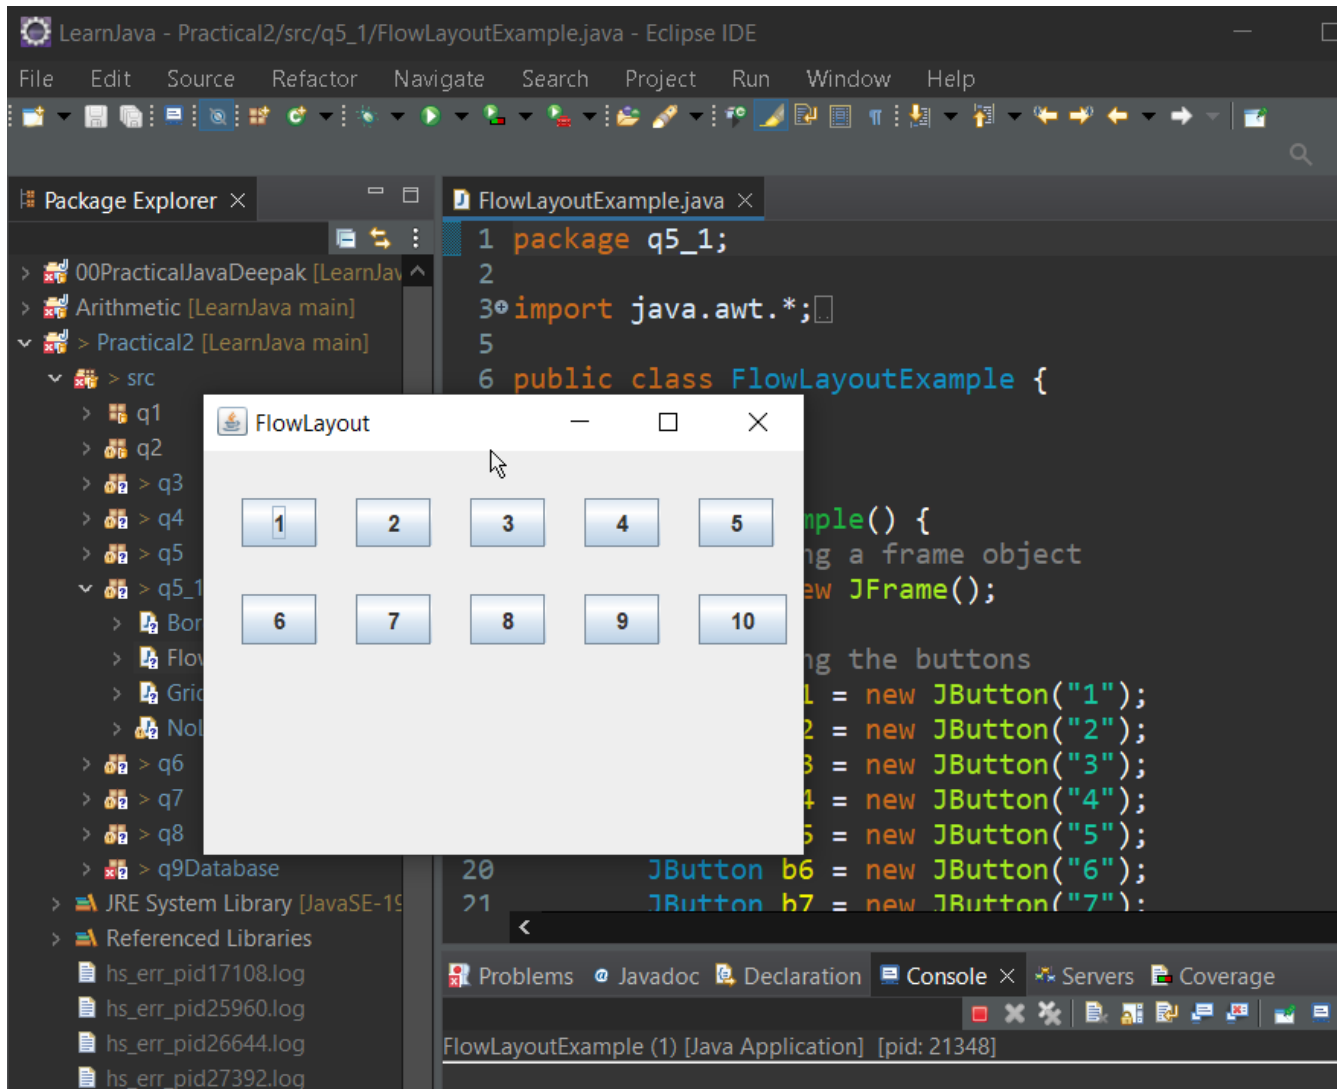 LearnJava - Practical2/src/q5_1/FlowLayoutExample.java - Eclipse IDE
File Edit Source Refactor Navigate Search Project Run Window Help
Package Explorer
00PracticalJavaDeepak [LearnJav
Arithmetic [LearnJava main]
> Practical2 [LearnJava main]
> src
q1
q2
> q3
> q4
> q5
> q5_1
Bor
Flov
Grid
NoL
> q6
> q7
> q8
> q9Database
JRE System Library [JavaSE-19
Referenced Libraries
hs_err_pid17108.log
hs_err_pid25960.log
hs_err_pid26644.log
hs_err_pid27392.log
FlowLayoutExample.java
1 package q5_1;
2
3 import java.awt.*;
5
6 public class FlowLayoutExample {
mple() {
ng a frame object
ew JFrame();
ng the buttons
1 = new JButton("1");
2 = new JButton("2");
3 = new JButton("3");
4 = new JButton("4");
5 = new JButton("5");
20 JButton b6 = new JButton("6");
21 JButton b7 = new JButton("7");
FlowLayout
1 2 3 4 5
6 7 8 9 10
Problems Javadoc Declaration Console Servers Coverage
FlowLayoutExample (1) [Java Application] [pid: 21348]